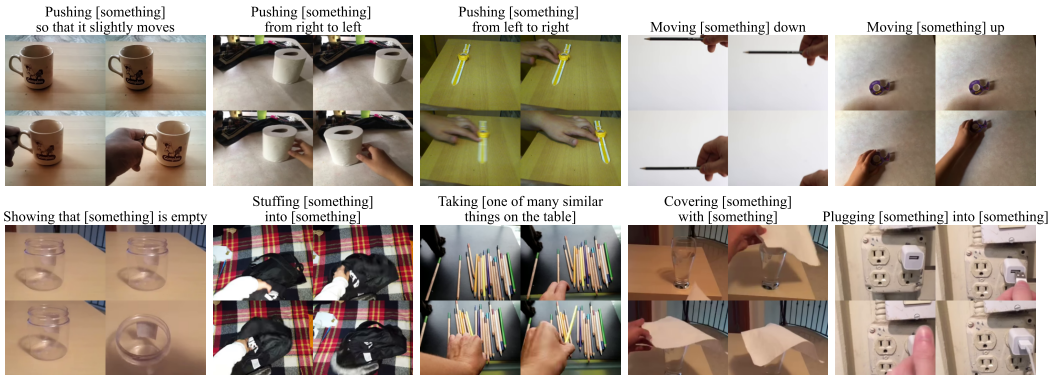 Pushing [something]
so that it slightly moves
Pushing [something]
from right to left
Pushing [something]
from left to right
Moving [something] down
Moving [something] up
Showing that [something] is empty
Stuffing [something]
into [something]
Taking [one of many similar
things on the table]
Covering [something]
with [something]
Plugging [something] into [something]